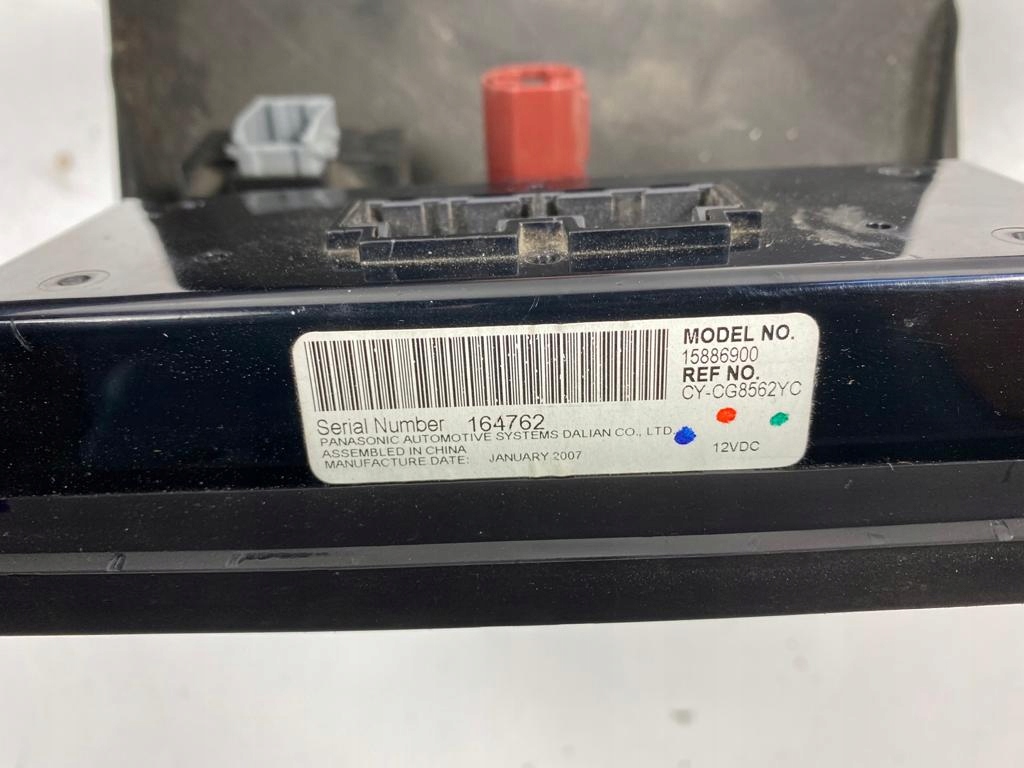 MODEL NO.
15886900
REF NO.
CY-CG8562YC
Serial Number 164762
PANASONIC AUTOMOTIVE SYSTEMS DALIAN CO., LTD
ASSEMBLED IN CHINA
MANUFACTURE DATE: JANUARY 2007
12VDC